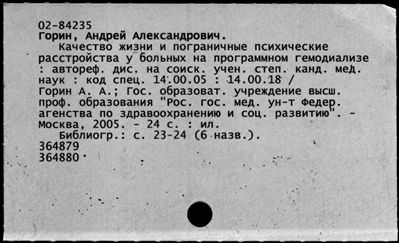 02-84235
Горин, Андрей Александрович.
Качество жизни и пограничные психические
расстройства у больных на программном гемодиализе
: автореф. дис. на соиск. учен. степ. канд. мед.
наук : код спец. 14.00.05 : 14.00.18 /
Горин А. А.; Гос. образоват. учреждение высш.
проф. образования "Рос. гос. мед. ун-т Федер.
агенства по здравоохранению и соц. развитию". -
Москва, 2005. - 24 с. : ил.
Библиогр.: с. 23-24 (6 назв.).
364879
364880